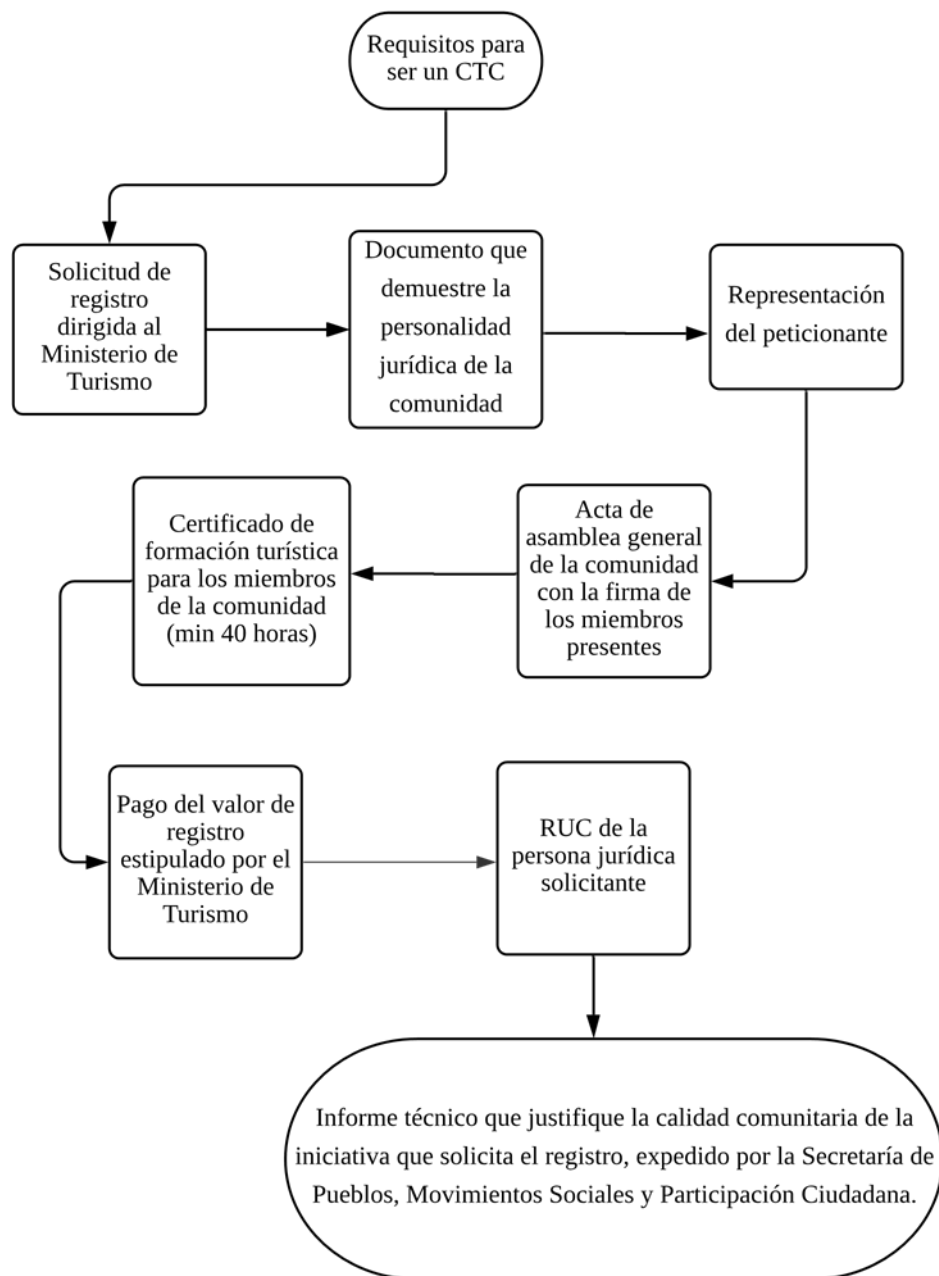 Requisitos para
ser un CTC
Solicitud de
registro
dirigida al
Ministerio de
Turismo
Documento que
demuestre la
personalidad
jurídica de la
comunidad
Representación
del peticionante
Acta de
asamblea general
de la comunidad
con la firma de
los miembros
presentes
Certificado de
formación turística
para los miembros
de la comunidad
(min 40 horas)
Pago del valor de
registro
estipulado por el
Ministerio de
Turismo
RUC de la
persona jurídica
solicitante
Informe técnico que justifique la calidad comunitaria de la
iniciativa que solicita el registro, expedido por la Secretaría de
Pueblos, Movimientos Sociales y Participación Ciudadana.